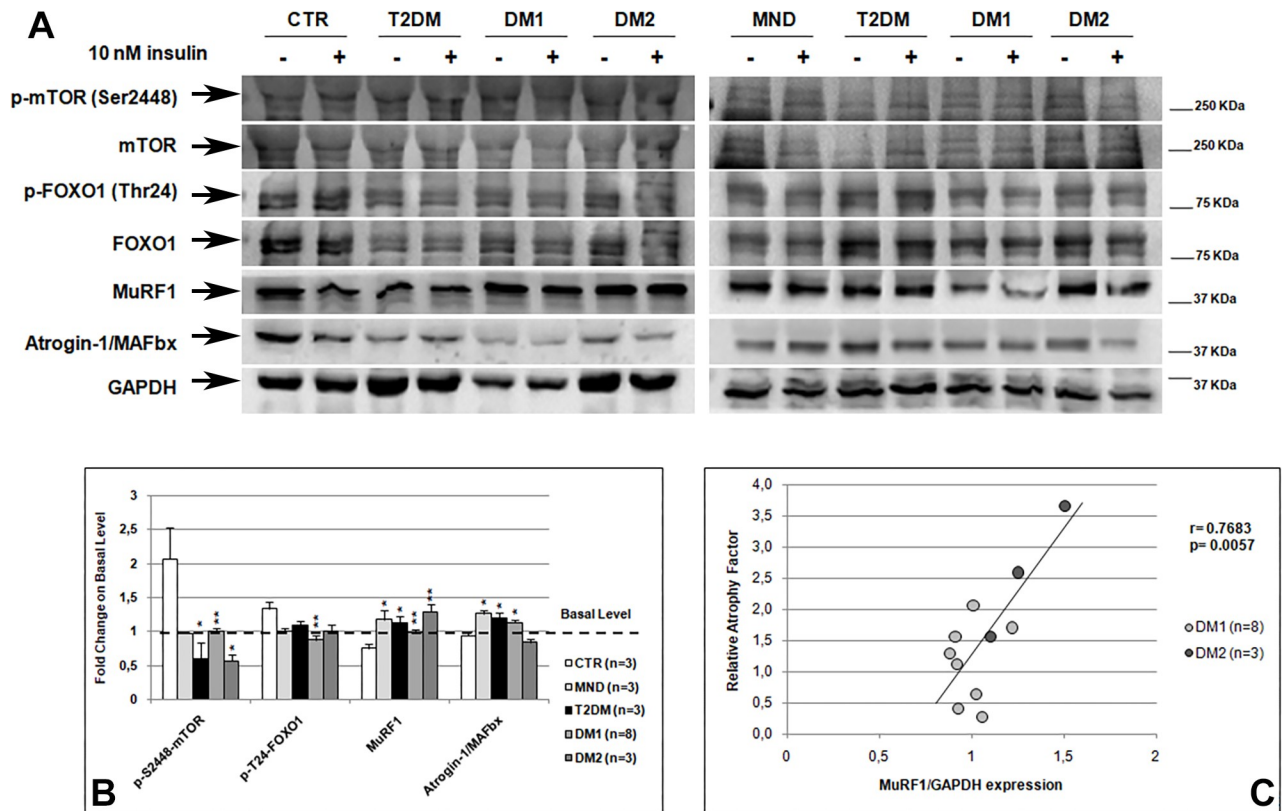 A
CTR T2DM DM1 DM2 MND T2DM DM1 DM2
10 nM insulin - + - + - + - + - + - + - + - +
p-mTOR (Ser2448) 250 KDa
mTOR 250 KDa
p-FOXO1 (Thr24) 75 KDa
FOXO1 75 KDa
MuRF1 37 KDa
Atrogin-1/MAFbx 37 KDa
GAPDH 37 KDa
Fold Change on Basal Level
3
2,5
2
1,5
1
0,5
0
* ** * ** * * ** ** * * *
p-S2448-mTOR p-T24-FOXO1 MuRF1 Atrogin-1/MAFbx
Basal Level
CTR (n=3)
MND (n=3)
T2DM (n=3)
DM1 (n=8)
DM2 (n=3)
B
Relative Atrophy Factor
4,0
3,5
3,0
2,5
2,0
1,5
1,0
0,5
0,0
0 0,5 1 1,5 2
MuRF1/GAPDH expression
r= 0.7683
p= 0.0057
DM1 (n=8)
DM2 (n=3)
C